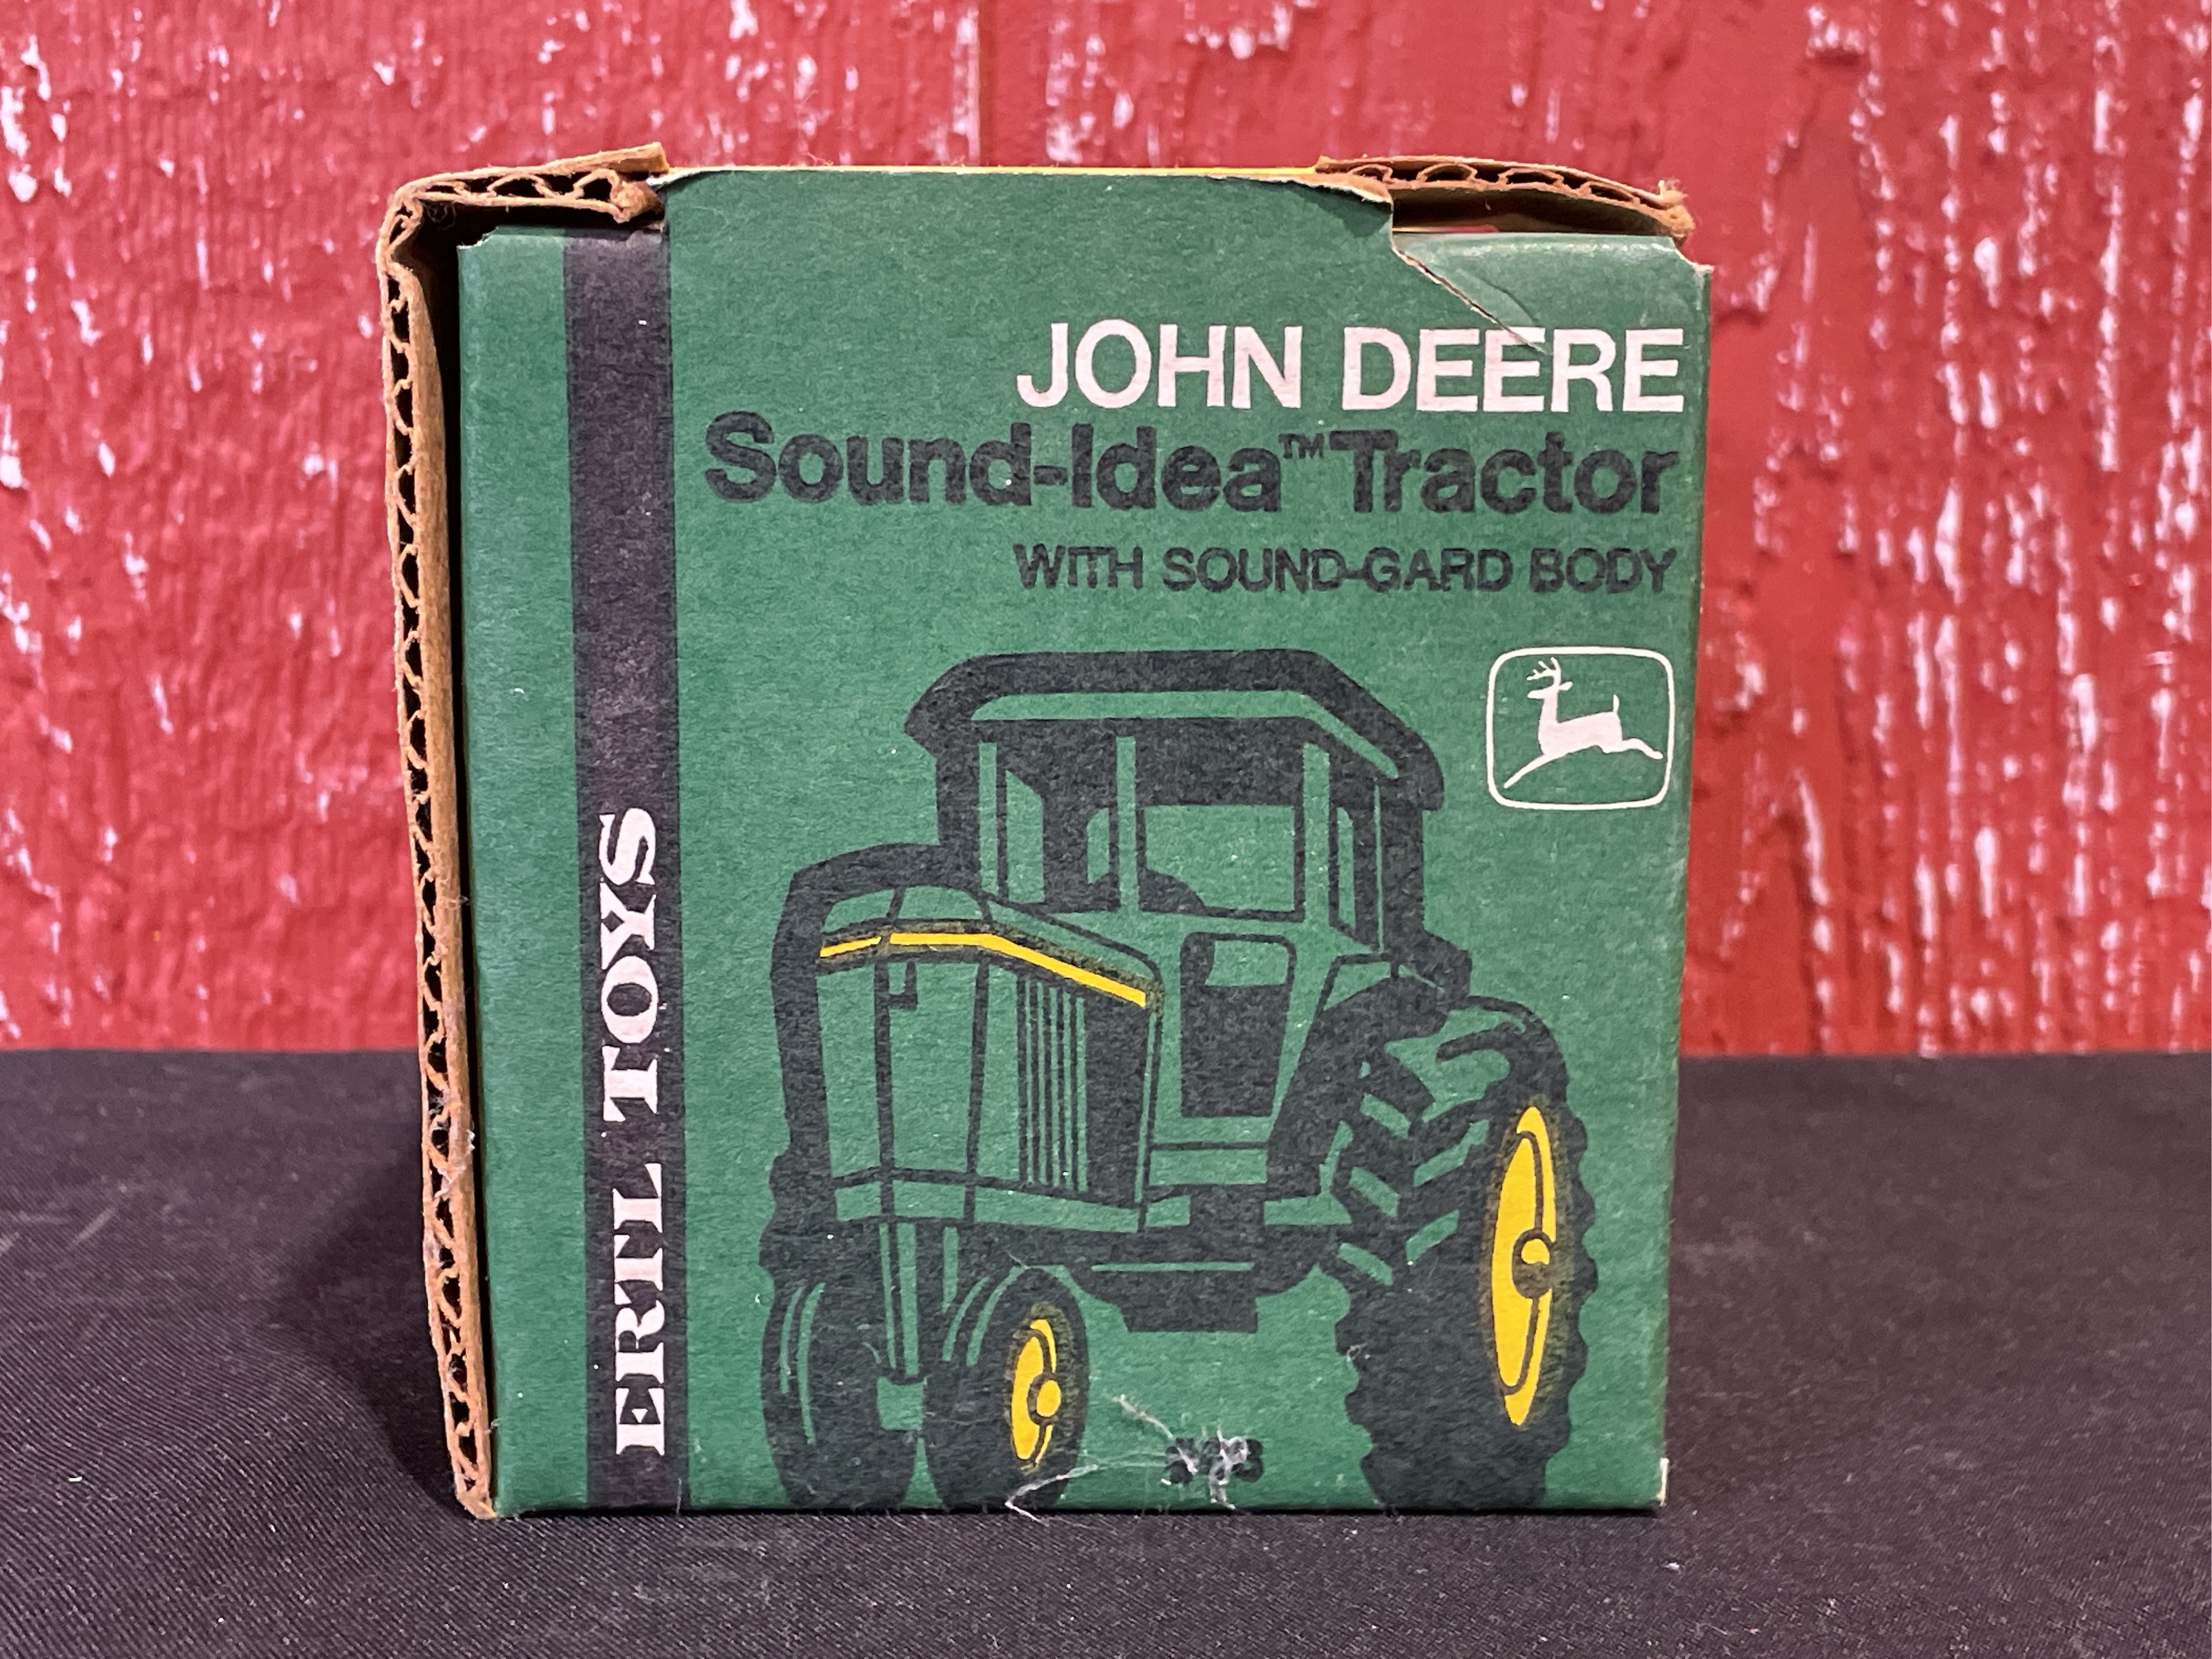 JOHN DEERE
Sound-Idea™ Tractor
WITH SOUND-GARD BODY
ERTL TOYS